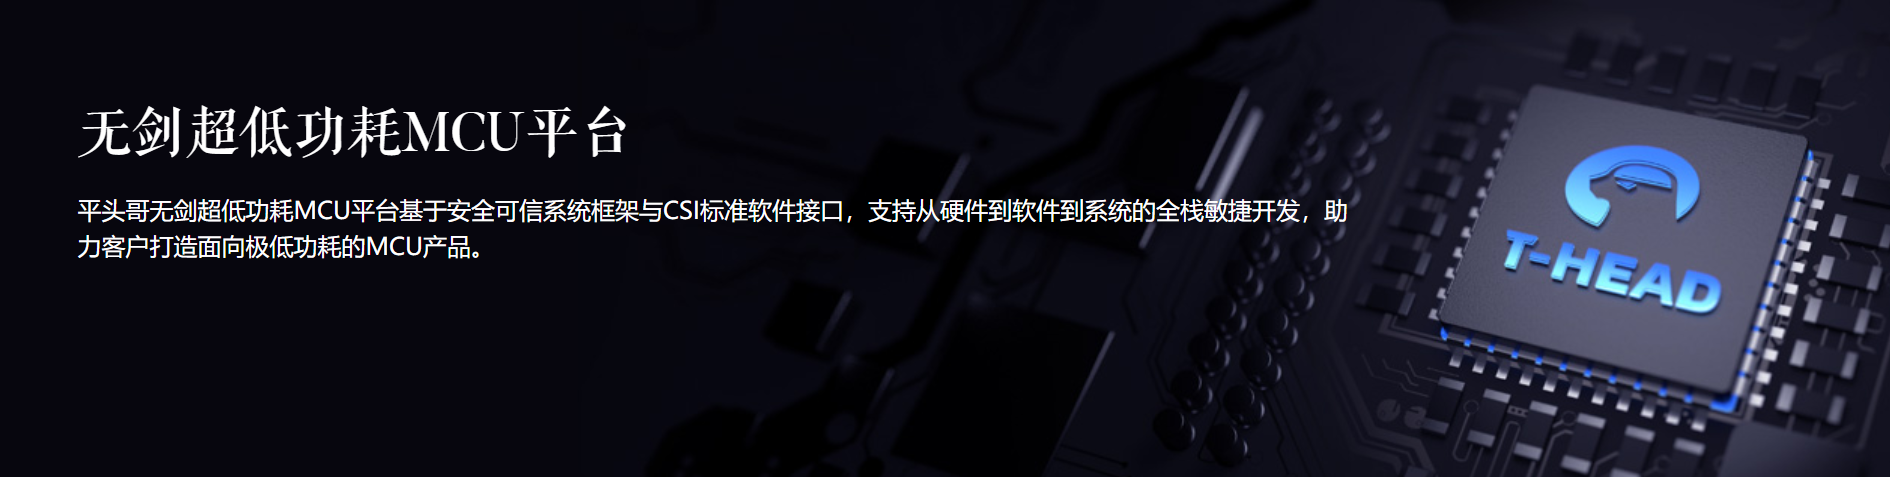 无剑超低功耗MCU平台
平头哥无剑超低功耗MCU平台基于安全可信系统框架与CSI标准软件接口，支持从硬件到软件到系统的全栈敏捷开发，助
力客户打造面向极低功耗的MCU产品。
T-HEAD